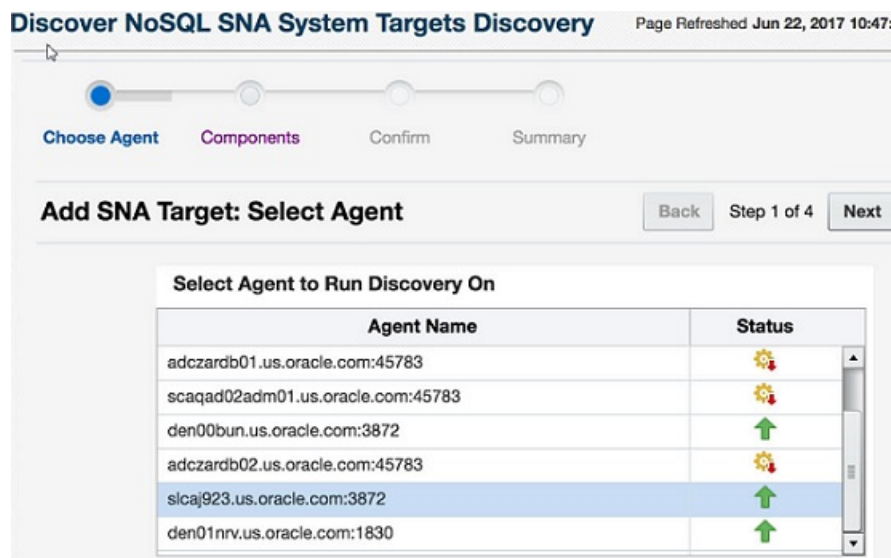 Discover NoSQL SNA System Targets Discovery
Page Refreshed Jun 22, 2017 10:47:
Choose Agent Components Confirm Summary
Add SNA Target: Select Agent
Back Step 1 of 4 Next
Select Agent to Run Discovery On
Agent Name Status
adczardb01.us.oracle.com:45783
scaqad02adm01.us.oracle.com:45783
den00bun.us.oracle.com:3872
adczardb02.us.oracle.com:45783
slcaj923.us.oracle.com:3872
den01nrv.us.oracle.com:1830